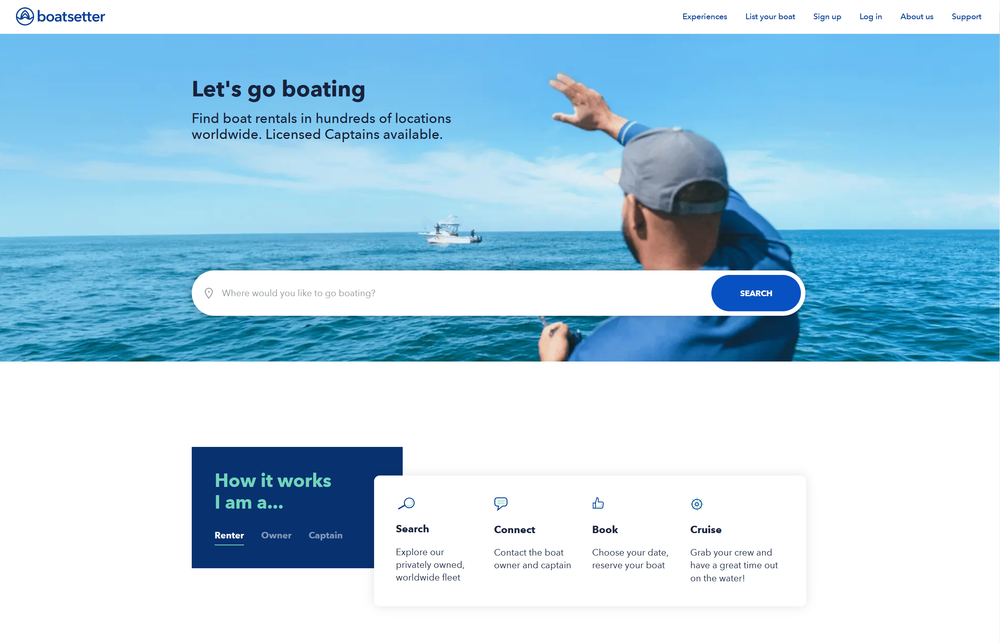 boatsetter
Experiences
List your boat
Sign up
Log in
About us
Support
Let's go boating
Find boat rentals in hundreds of locations
worldwide. Licensed Captains available.
Where would you like to go boating?
SEARCH
How it works
I am a...
Renter
Owner
Captain
Search
Explore our
privately owned,
worldwide fleet
Connect
Contact the boat
owner and captain
Book
Choose your date,
reserve your boat
Cruise
Grab your crew and
have a great time out
on the water!